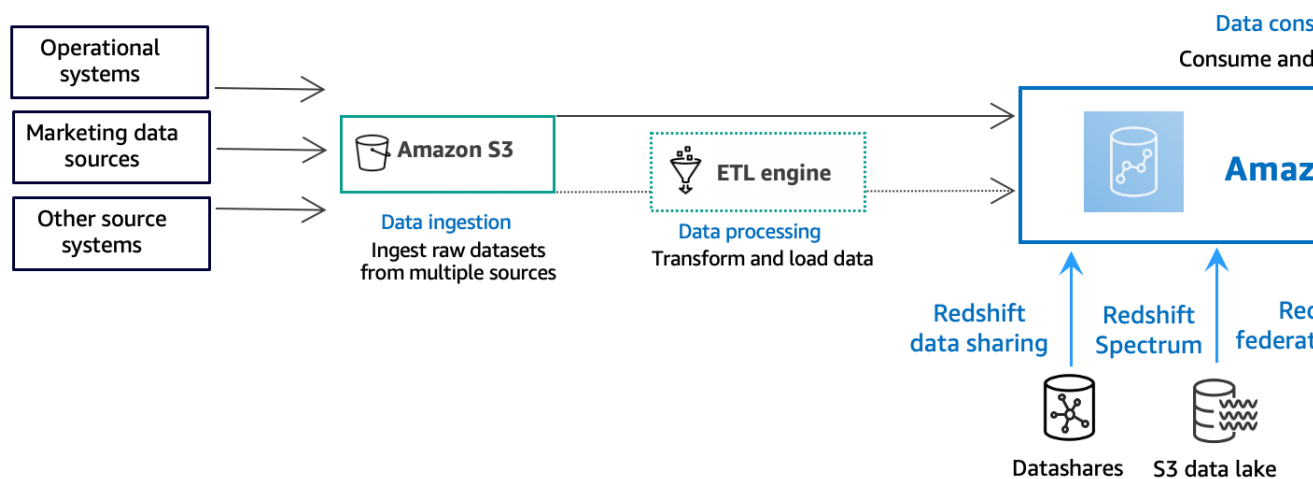 Operational
systems
Marketing data
sources
Other source
systems
Amazon S3
Data ingestion
Ingest raw datasets
from multiple sources
ETL engine
Data processing
Transform and load data
Data cons
Consume and
Amaz
Redshift
data sharing
Redshift
Spectrum
Red
federat
Datashares
S3 data lake